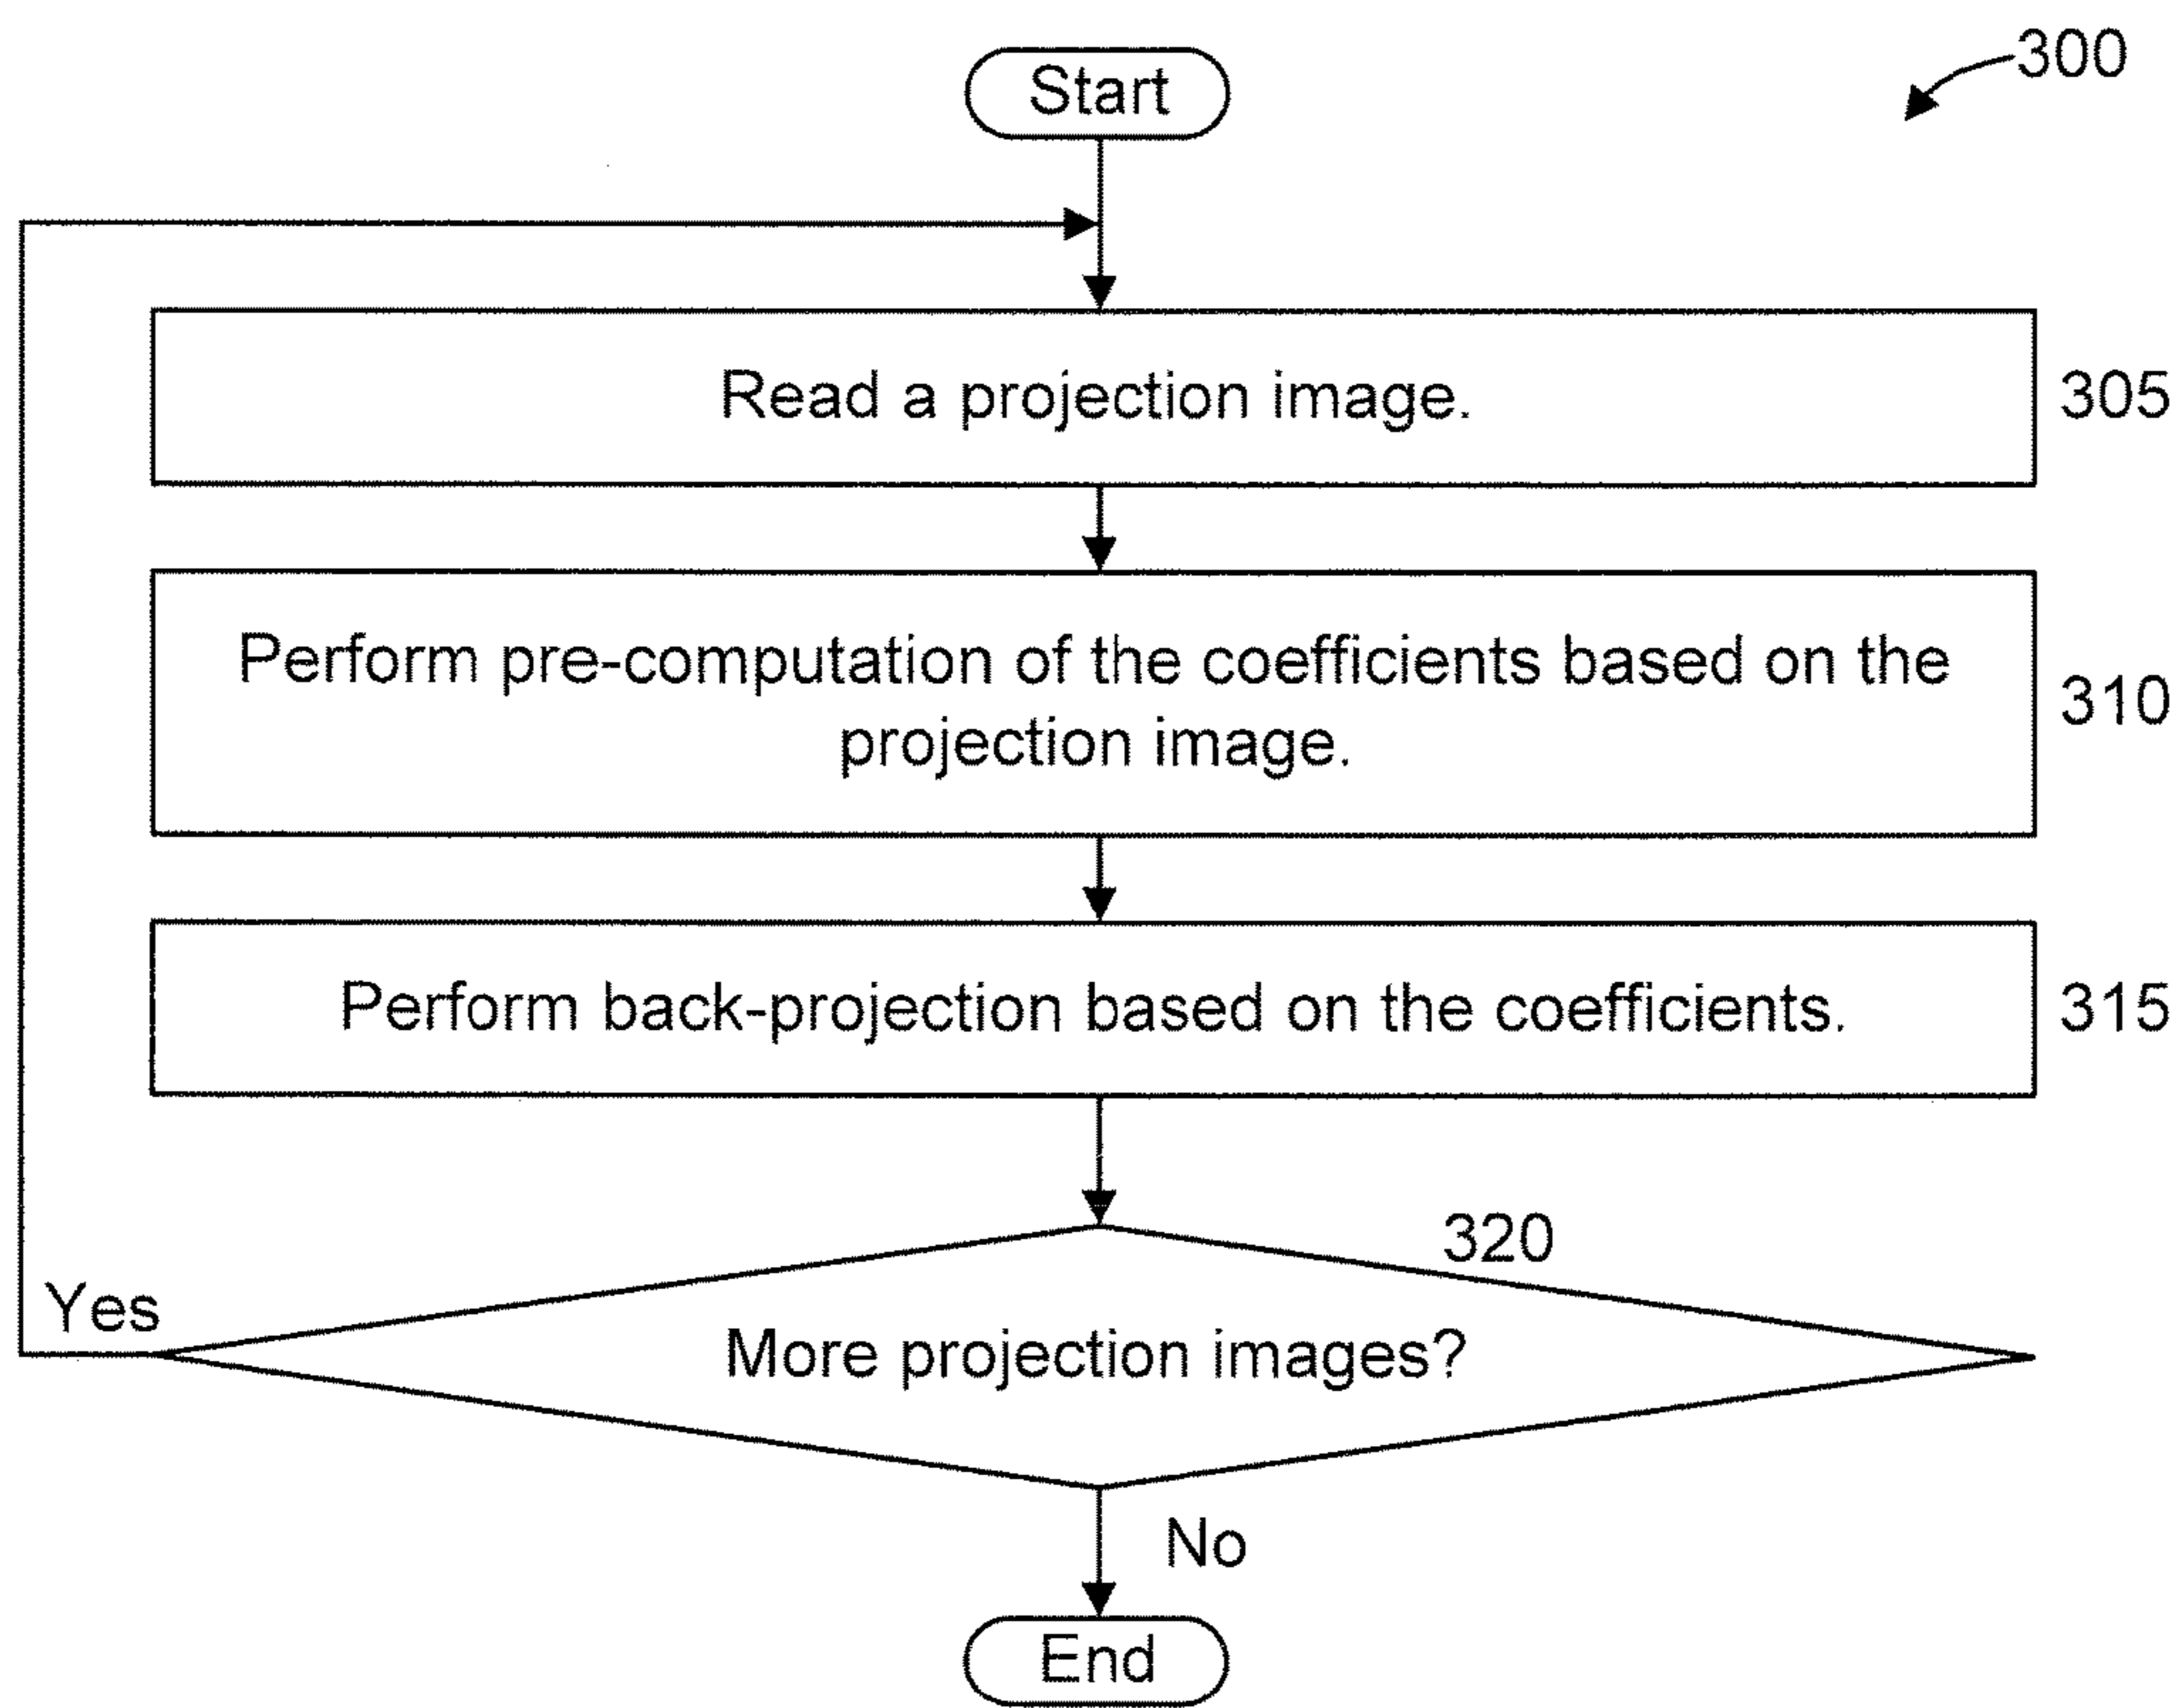 300
Start
Read a projection image.
305
Perform pre-computation of the coefficients based on the
projection image.
310
Perform back-projection based on the coefficients.
315
320
Yes
More projection images?
No
End